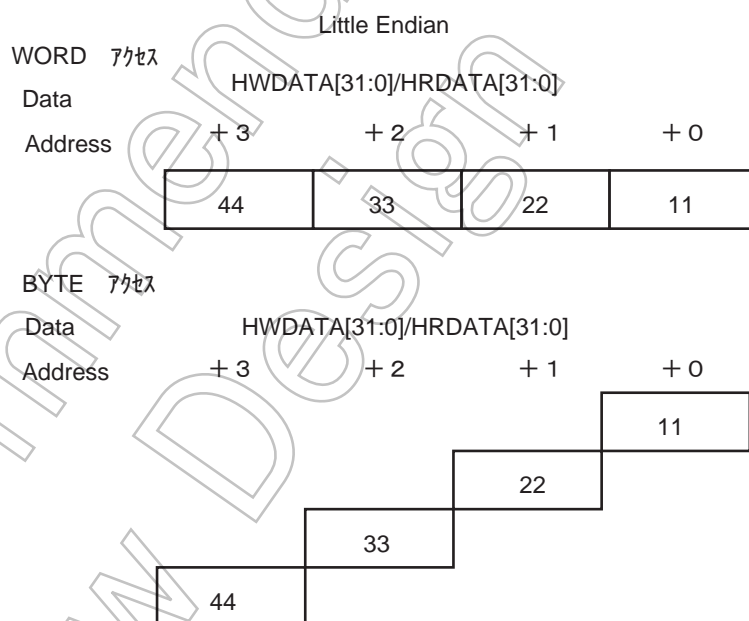 Little Endian
WORD ｱｸｾｽ
HWDATA[31:0]/HRDATA[31:0]
Data
Address ＋３ ＋２ ＋１ ＋０
44 33 22 11
BYTE ｱｸｾｽ
Data HWDATA[31:0]/HRDATA[31:0]
Address ＋３ ＋２ ＋１ ＋０
11
22
33
44